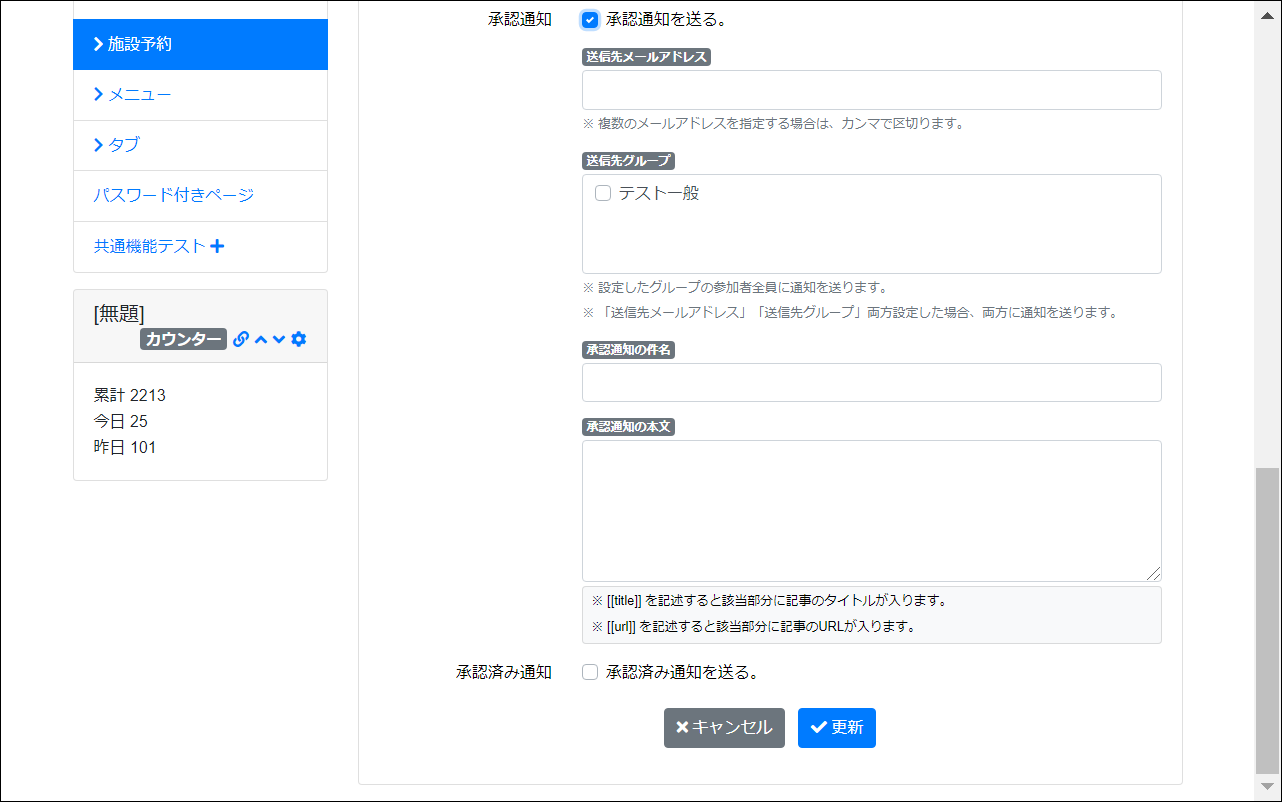 施設予約
メニュー
タブ
パスワード付きページ
共通機能テスト
[無題]
カウンター
累計 2213
今日 25
昨日 101
承認通知
承認通知を送る。
送信先メールアドレス
※ 複数のメールアドレスを指定する場合は、カンマで区切ります。
送信先グループ
テスト一般
※ 設定したグループの参加者全員に通知を送ります。
※ 「送信先メールアドレス」「送信先グループ」両方設定した場合、両方に通知を送ります。
承認通知の件名
承認通知の本文
※ [[title]] を記述すると該当部分に記事のタイトルが入ります。
※ [[url]] を記述すると該当部分に記事のURLが入ります。
承認済み通知
承認済み通知を送る。
キャンセル
更新